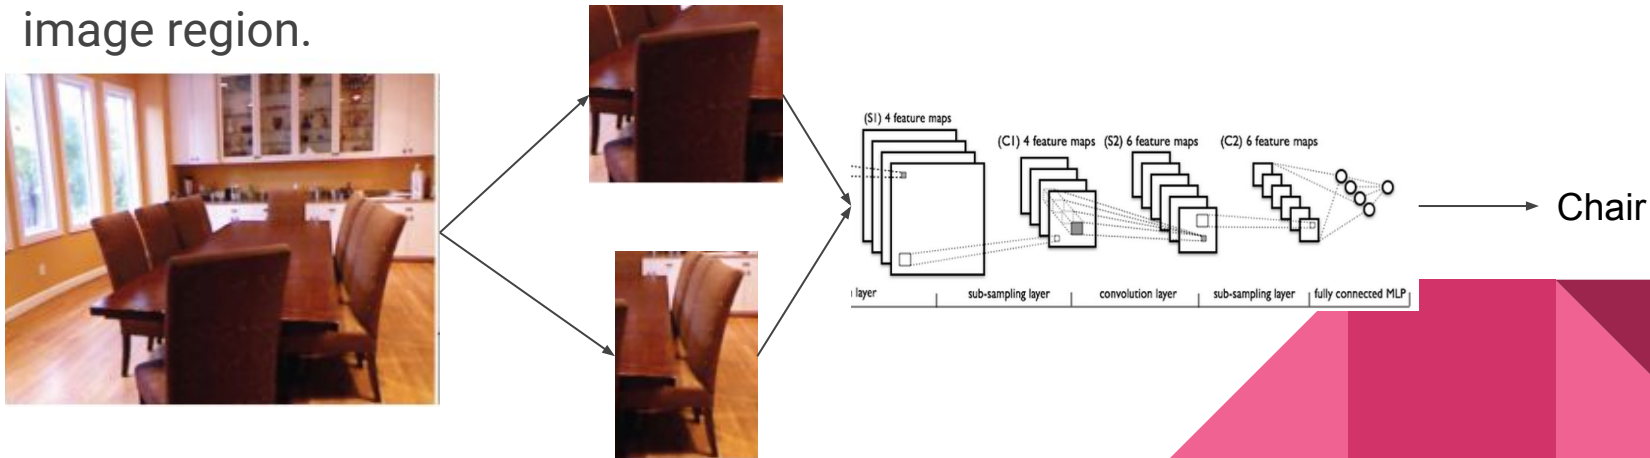 image region.
(S1) 4 feature maps
(C1) 4 feature maps
(S2) 6 feature maps
(C2) 6 feature maps
Chair
layer
sub-sampling layer
convolution layer
sub-sampling layer
fully connected MLP